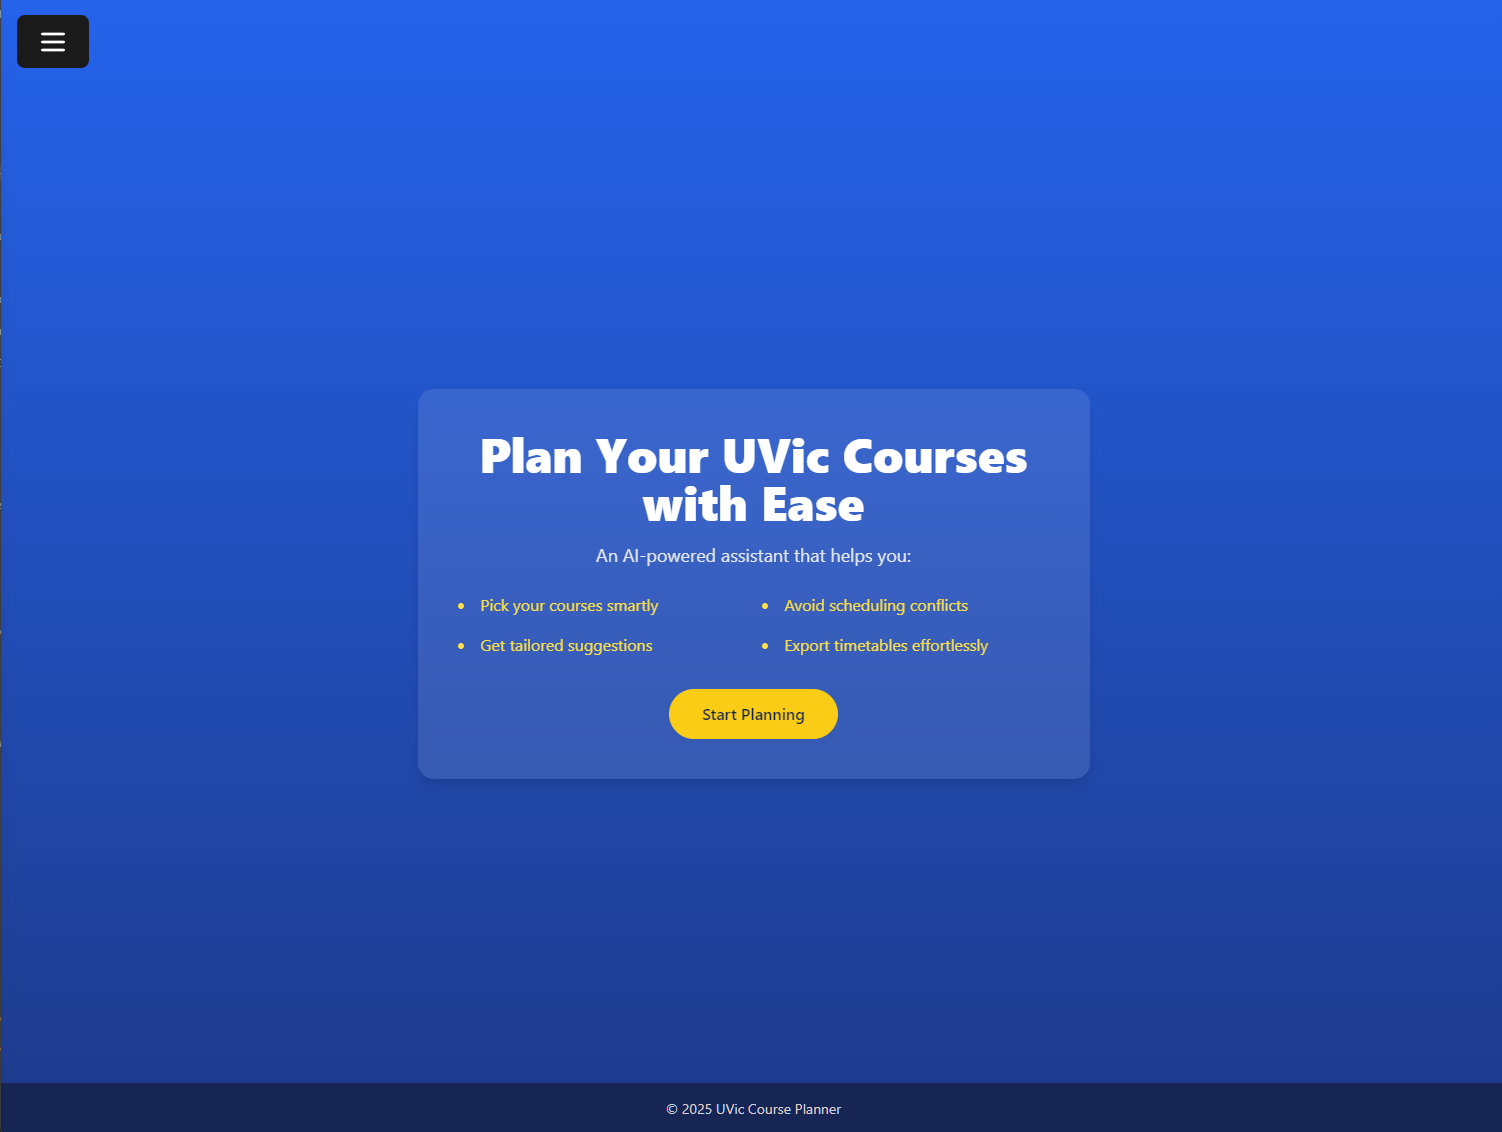 Plan Your UVic Courses
with Ease
An AI-powered assistant that helps you:
Pick your courses smartly
Avoid scheduling conflicts
Get tailored suggestions
Export timetables effortlessly
Start Planning
© 2025 UVic Course Planner